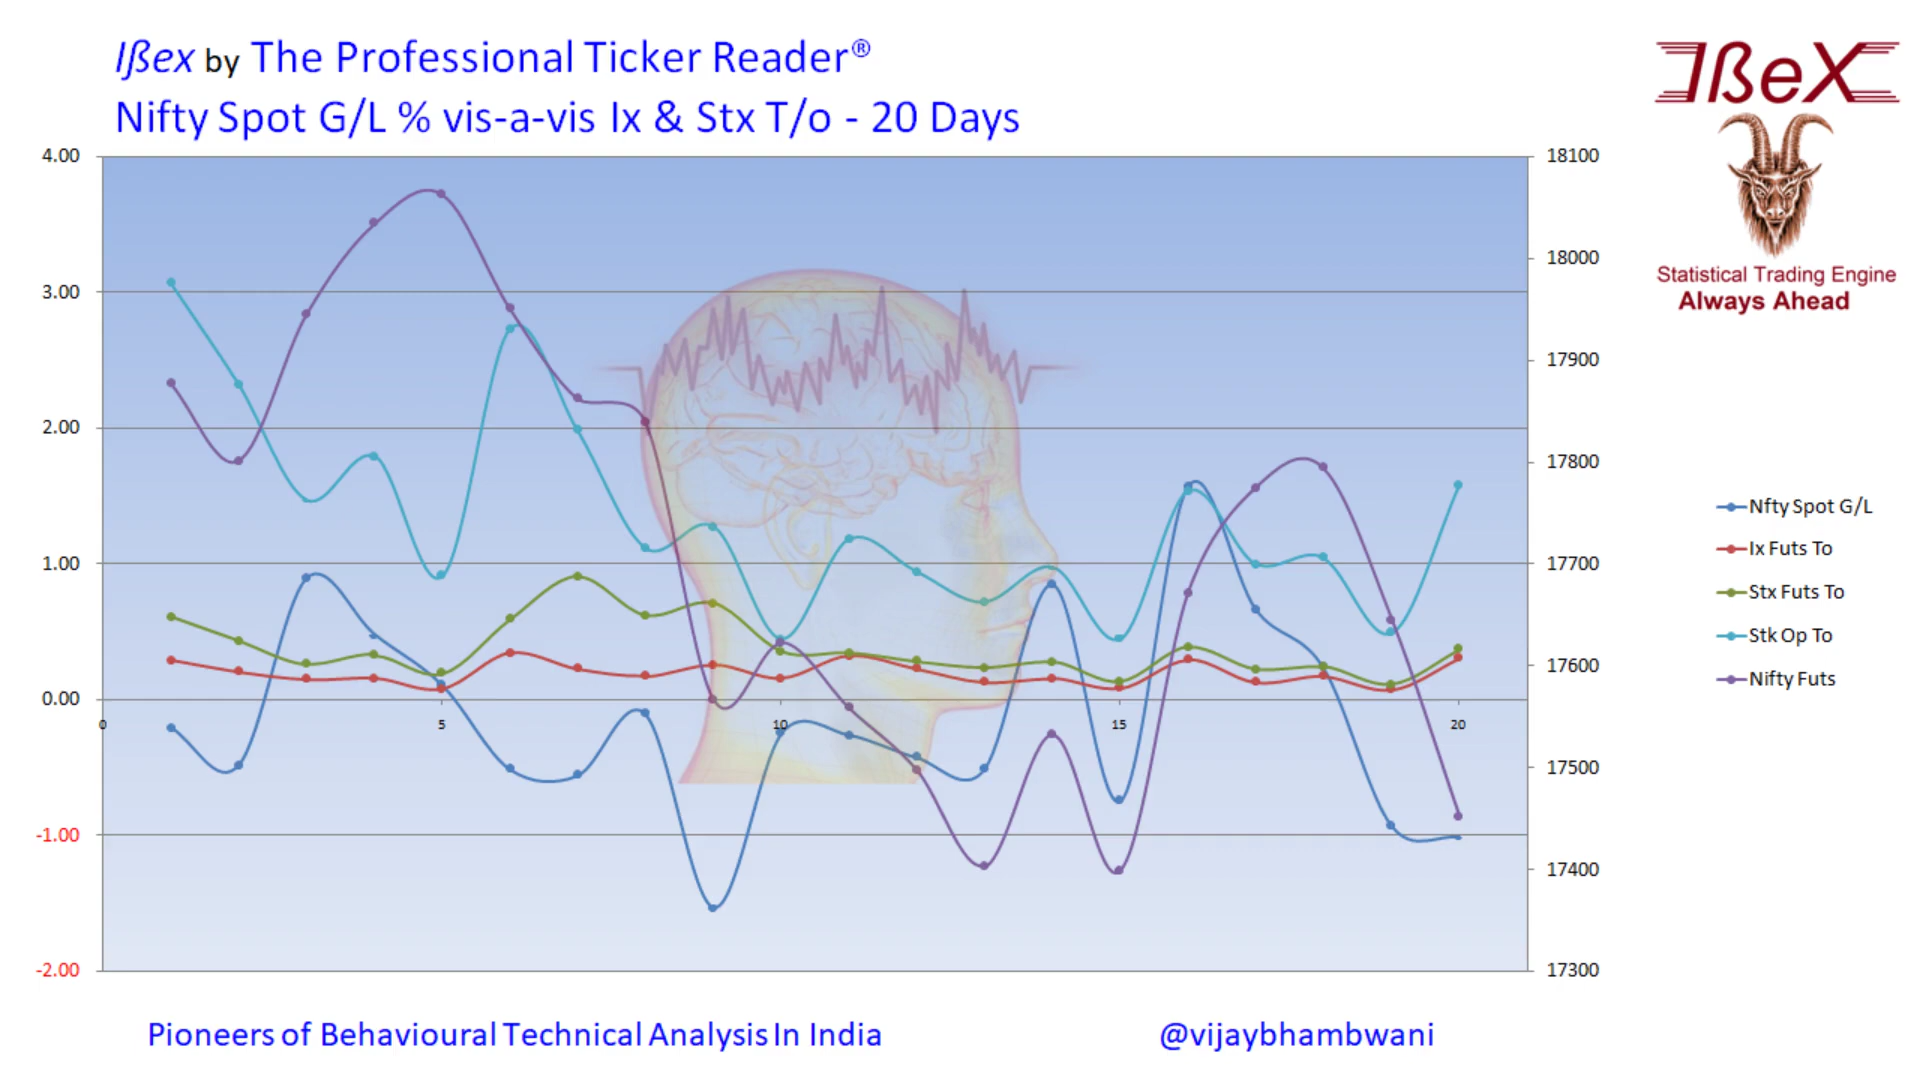 Ißex by The Professional Ticker Reader®
Nifty Spot G/L % vis-a-vis Ix & Stx T/o - 20 Days
IßeX
Statistical Trading Engine
Always Ahead
4.00
3.00
2.00
1.00
0.00
-1.00
-2.00
0 5 10 15 20
18100
18000
17900
17800
17700
17600
17500
17400
17300
Nfty Spot G/L
Ix Futs To
Stx Futs To
Stk Op To
Nifty Futs
Pioneers of Behavioural Technical Analysis In India
@vijaybhambwani